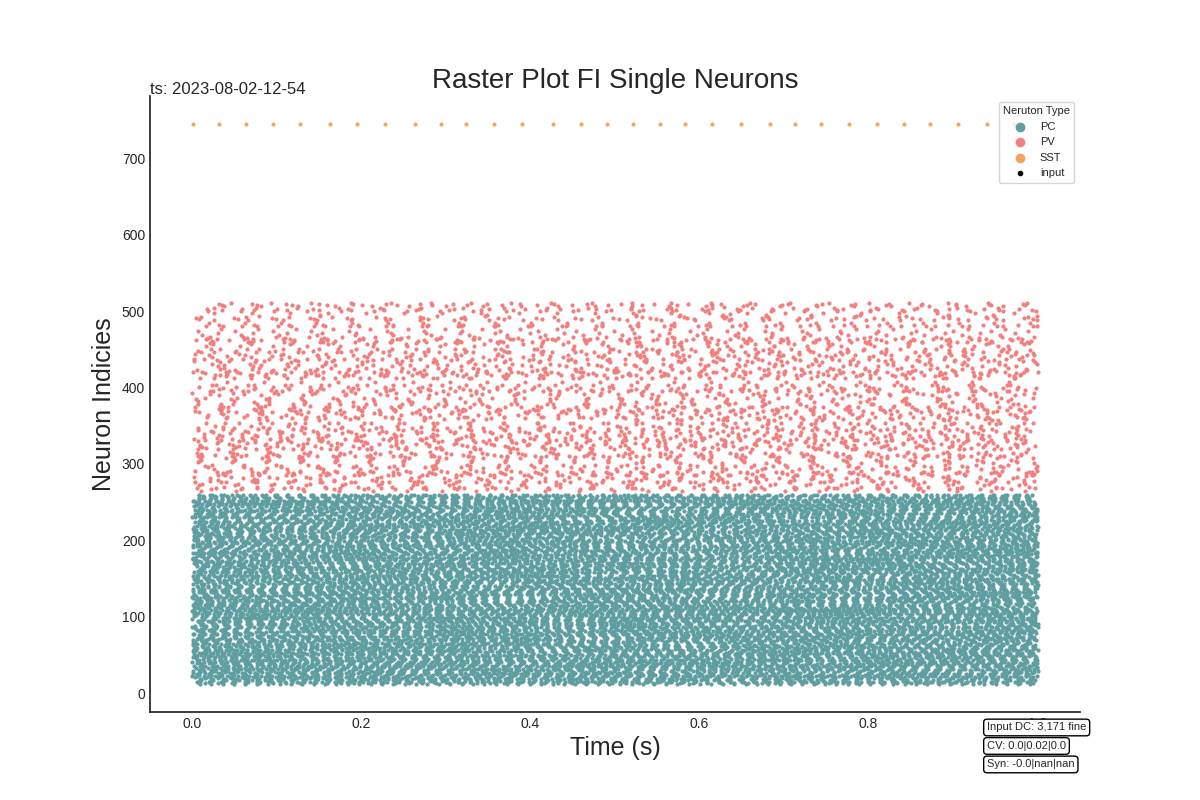 Raster Plot FI Single Neurons
ts: 2023-08-02-12-54
Neruton Type
PC
PV
SST
input
700
600
500
400
300
200
100
0
Neuron Indicies
0.0 0.2 0.4 0.6 0.8
Time (s)
Input DC: 3,171 fine
CV: 0.0|0.02|0.0
Syn: -0.0|nan|nan